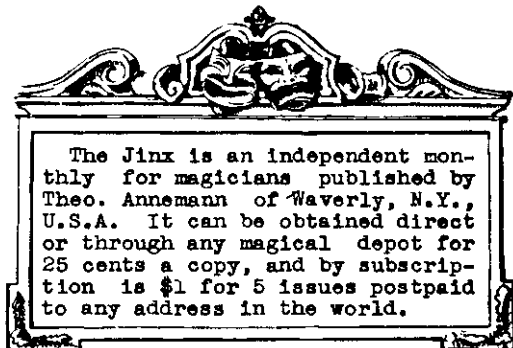 The Jinx is an independent mon-
thly for magicians published by
Theo. Annemann of Waverly, N.Y.,
U.S.A. It can be obtained direct
or through any magical depot for
25 cents a copy, and by subscrip-
tion is $1 for 5 issues postpaid
to any address in the world.